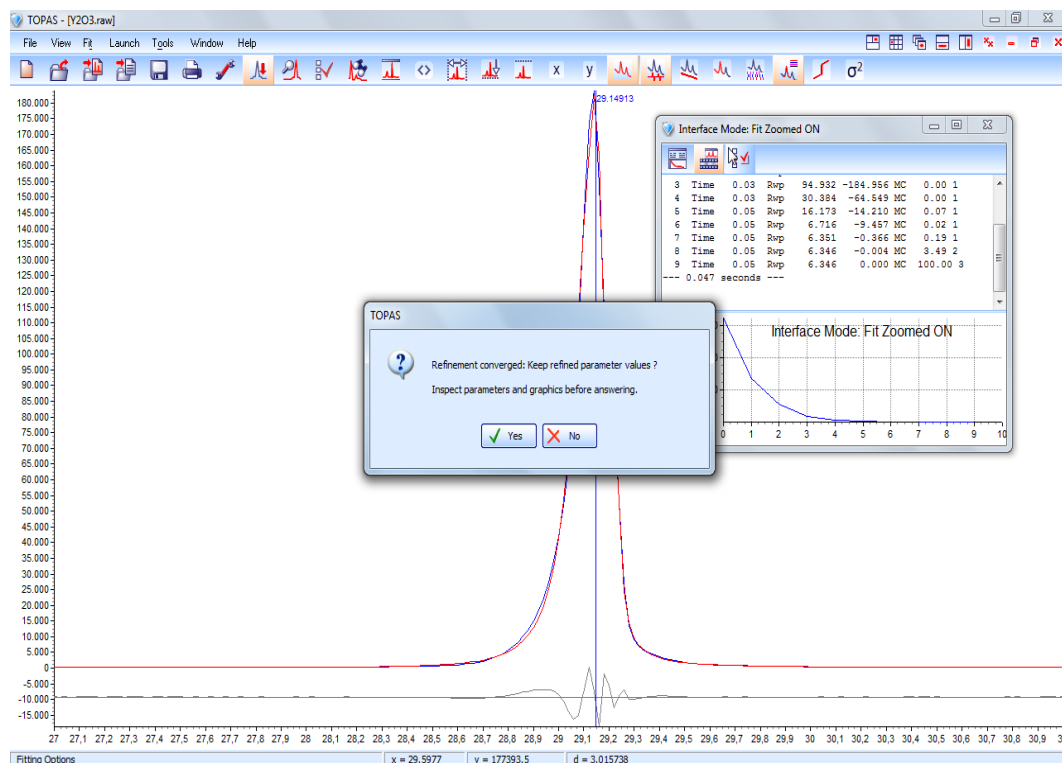 TOPAS - [Y2O3.raw]
File View Fit Launch Tools Window Help
x y σ²
29.14913
180.000
175.000
170.000
165.000
160.000
155.000
150.000
145.000
140.000
135.000
130.000
125.000
120.000
115.000
110.000
105.000
100.000
95.000
90.000
85.000
80.000
75.000
70.000
65.000
60.000
55.000
50.000
45.000
40.000
35.000
30.000
25.000
20.000
15.000
10.000
5.000
0
-5.000
-10.000
-15.000
Interface Mode: Fit Zoomed ON
3 Time 0.03 Rwp 94.932 -184.956 MC 0.00 1
4 Time 0.03 Rwp 30.384 -64.549 MC 0.00 1
5 Time 0.05 Rwp 16.173 -14.210 MC 0.07 1
6 Time 0.05 Rwp 6.716 -9.457 MC 0.02 1
7 Time 0.05 Rwp 6.351 -0.366 MC 0.19 1
8 Time 0.05 Rwp 6.346 -0.004 MC 3.49 2
9 Time 0.05 Rwp 6.346 0.000 MC 100.00 3
--- 0.047 seconds ---
Interface Mode: Fit Zoomed ON
0 1 2 3 4 5 6 7 8 9 10
TOPAS
Refinement converged: Keep refined parameter values ?
Inspect parameters and graphics before answering.
Yes No
27 27,1 27,2 27,3 27,4 27,5 27,6 27,7 27,8 27,9 28 28,1 28,2 28,3 28,4 28,5 28,6 28,7 28,8 28,9 29 29,1 29,2 29,3 29,4 29,5 29,6 29,7 29,8 29,9 30 30,1 30,2 30,3 30,4 30,5 30,6 30,7 30,8 30,9
Fitting Options x = 29.5977 y = 177393.5 d = 3.015738